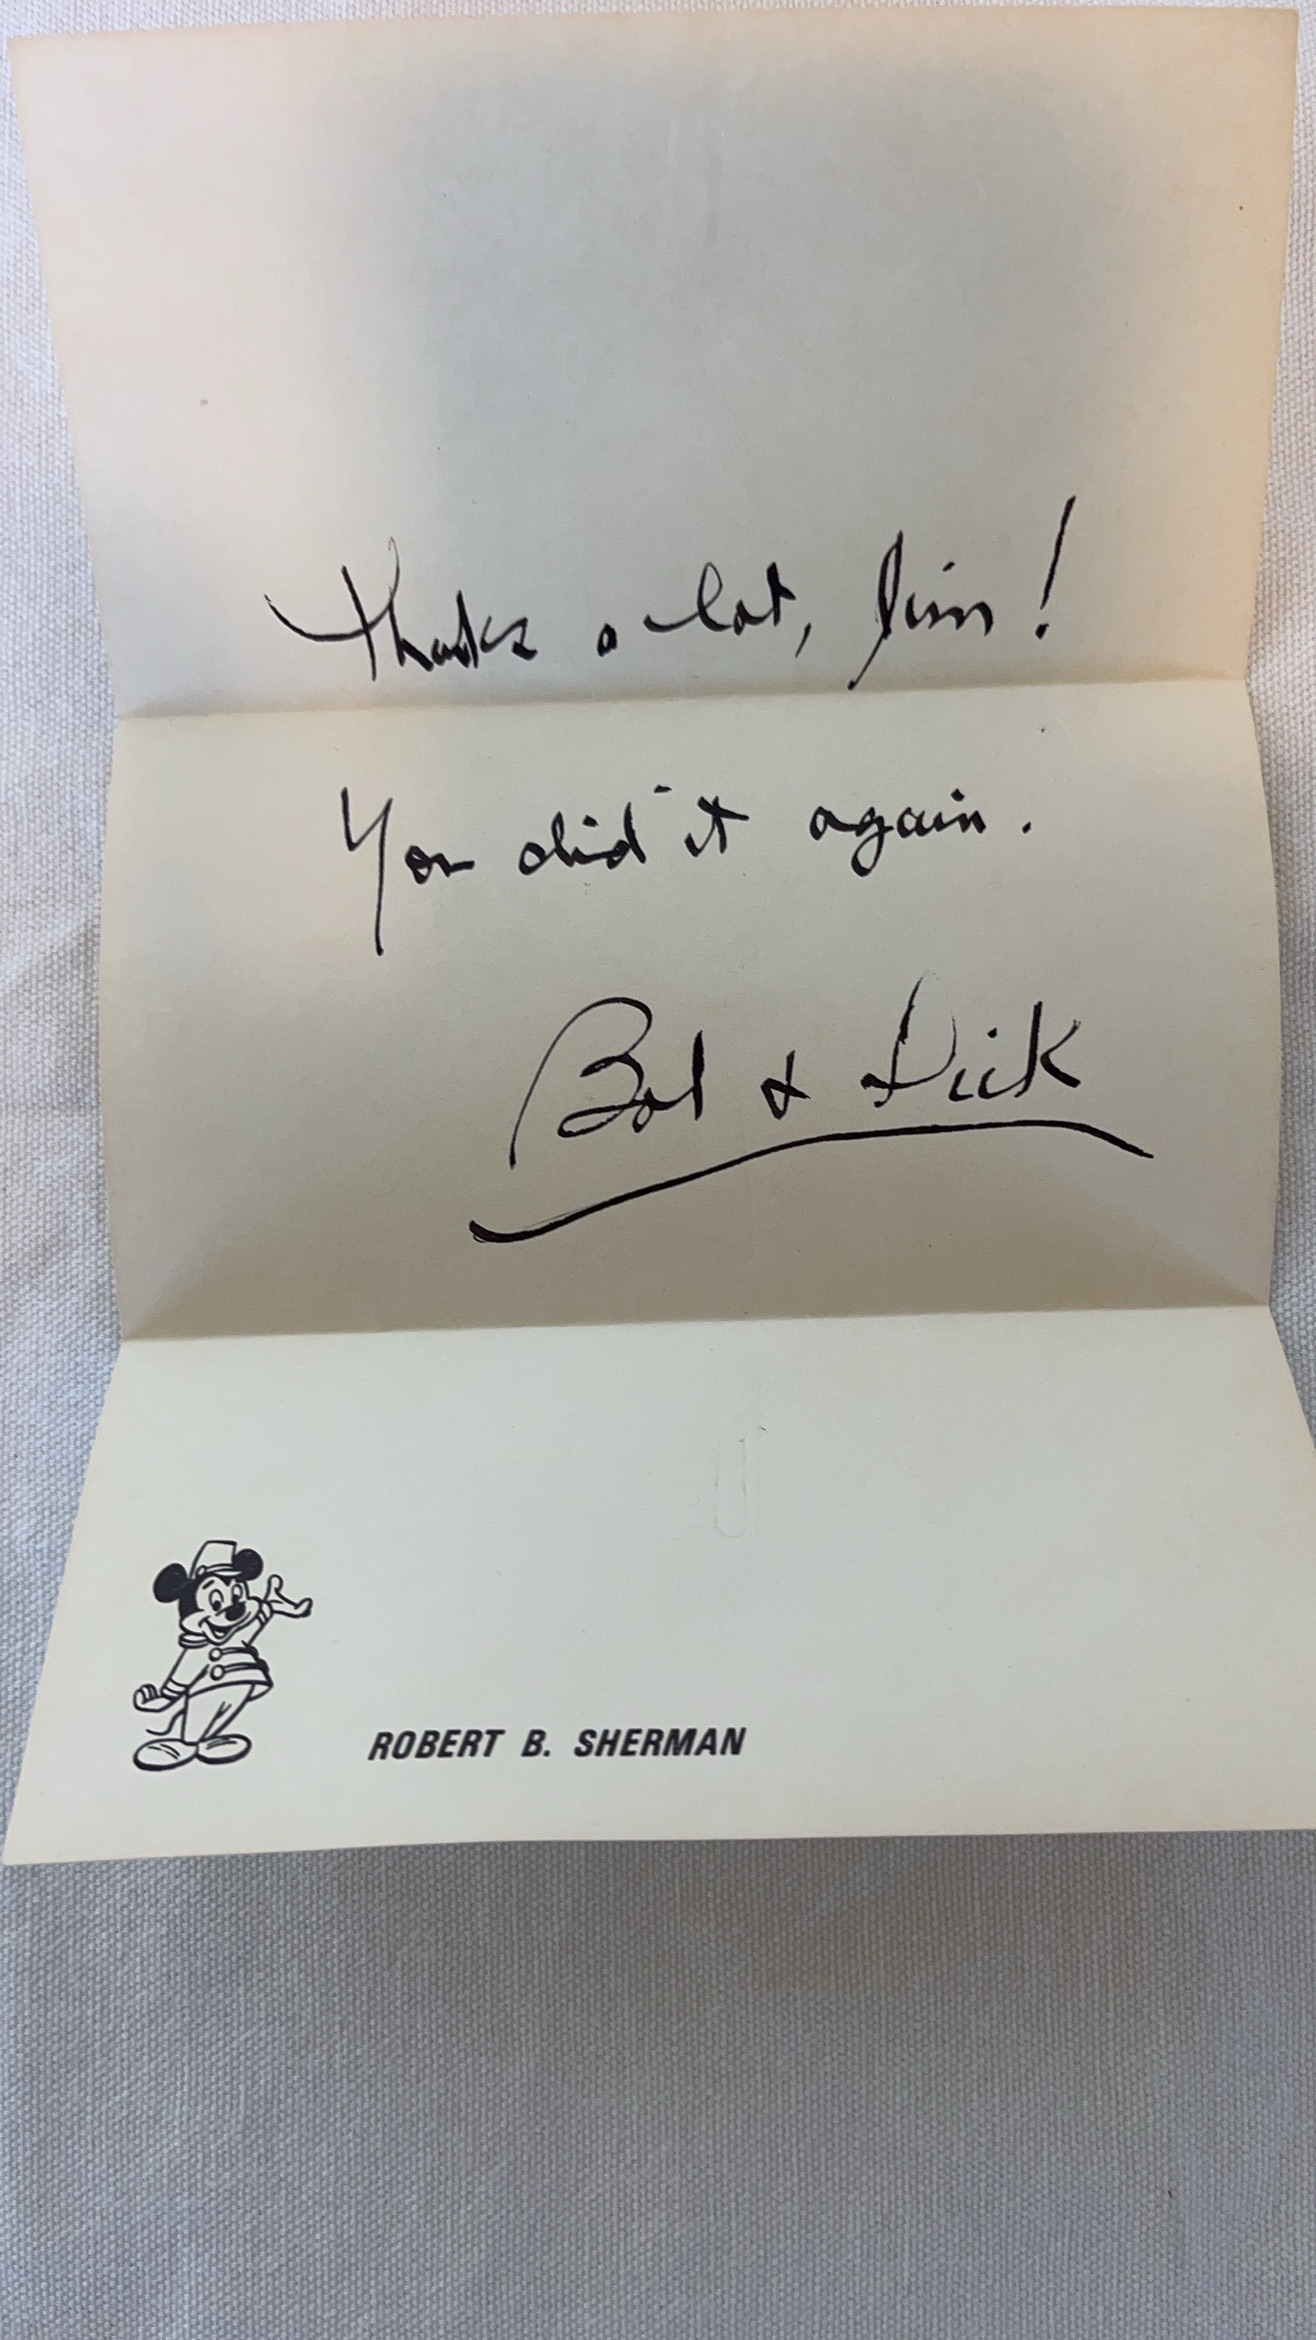 Thanks a lot, Jim!
You did it again.
Bob & Dick
ROBERT B. SHERMAN